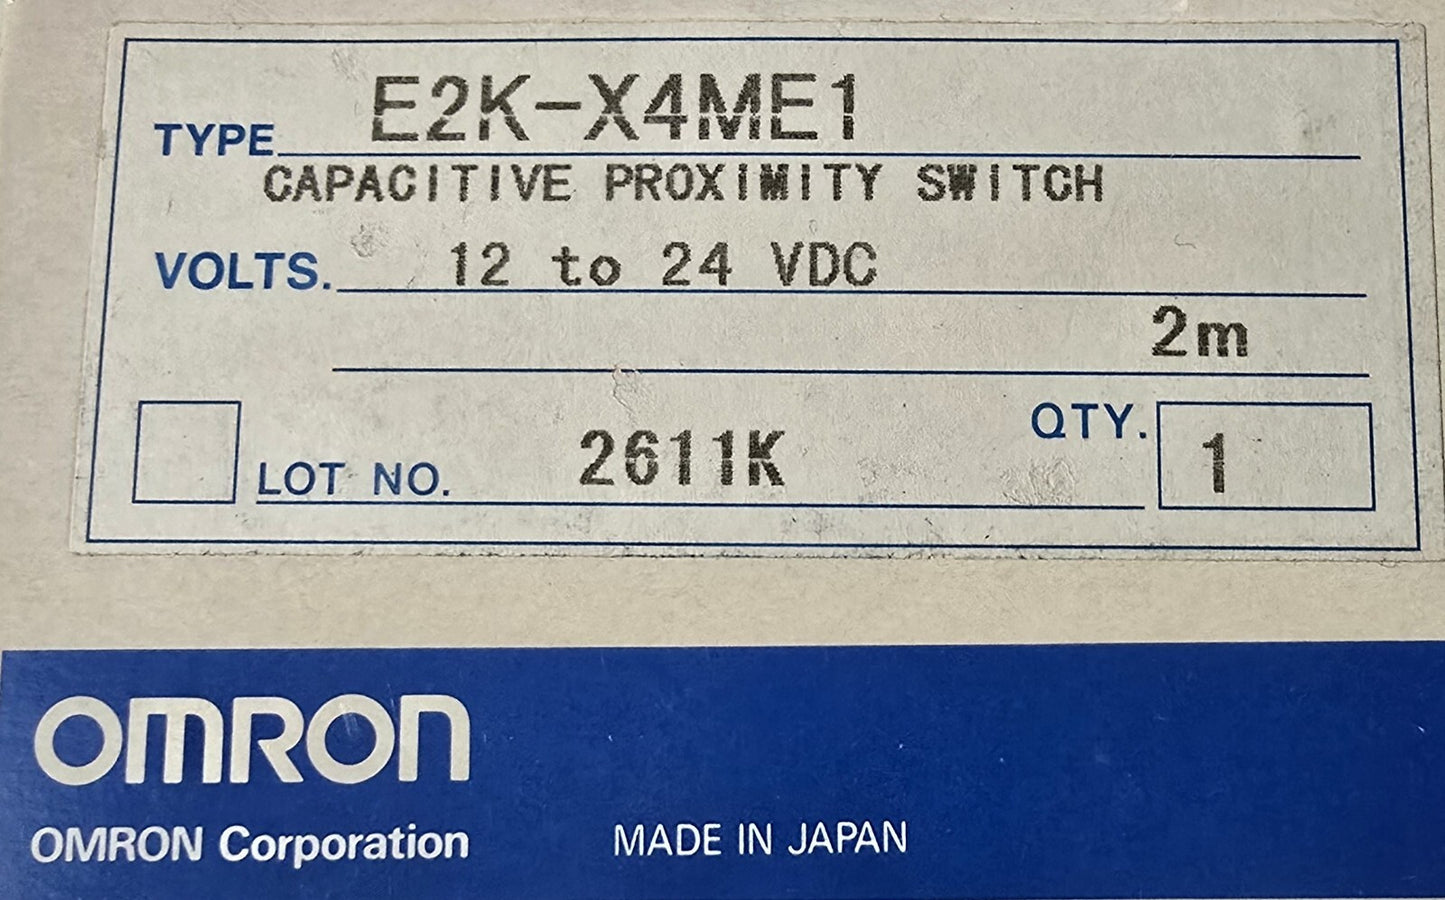 TYPE E2K-X4ME1
CAPACITIVE PROXIMITY SWITCH
VOLTS. 12 to 24 VDC
2m
LOT NO. 2611K QTY. 1
OMRON
OMRON Corporation MADE IN JAPAN